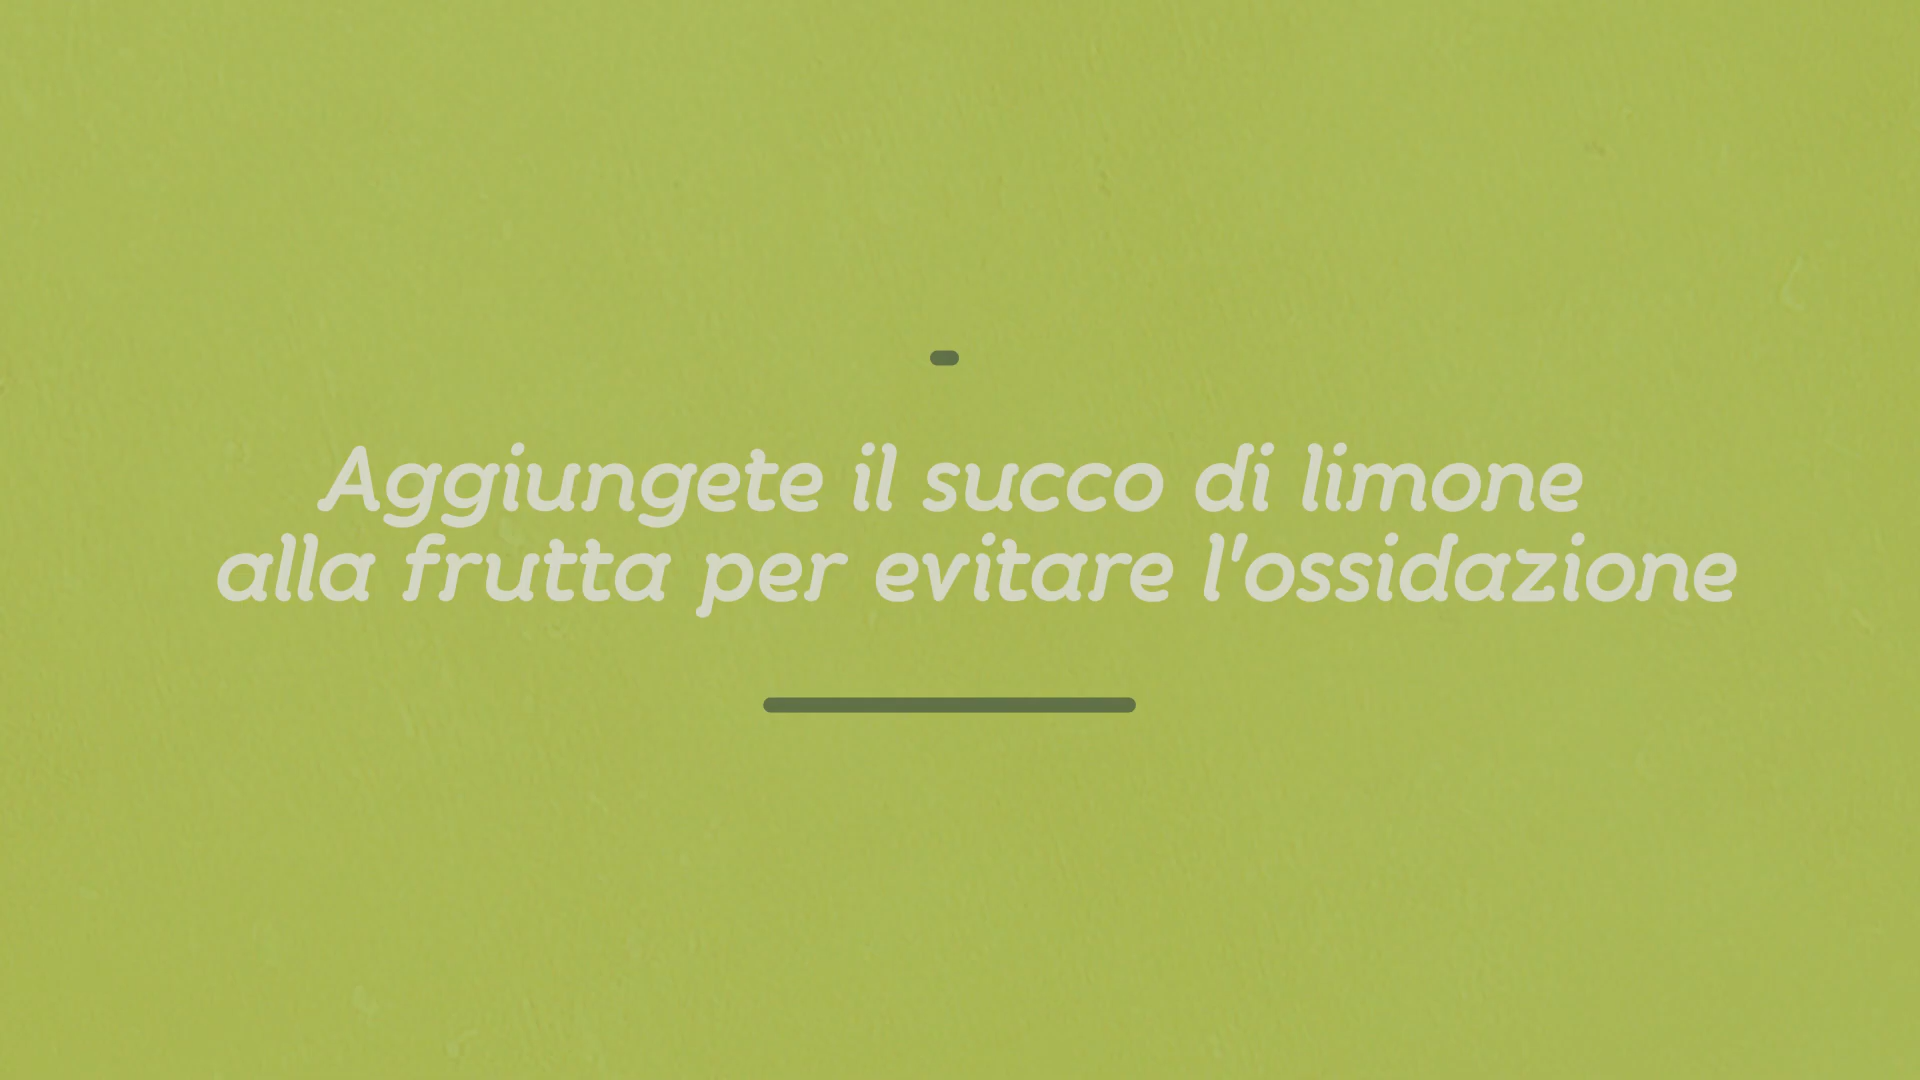 Aggiungete il succo di limone
alla frutta per evitare l'ossidazione